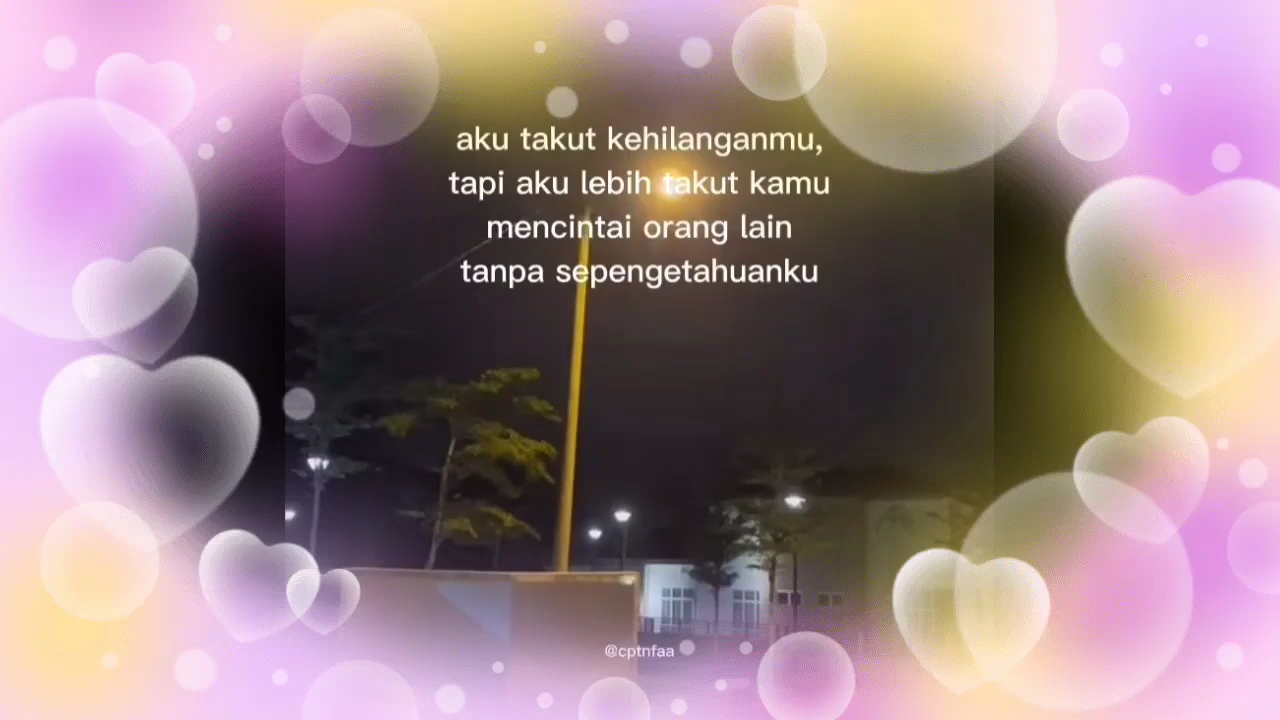 aku takut kehilanganmu,
tapi aku lebih takut kamu
mencintai orang lain
tanpa sepengetahuanku
@cptnfaa